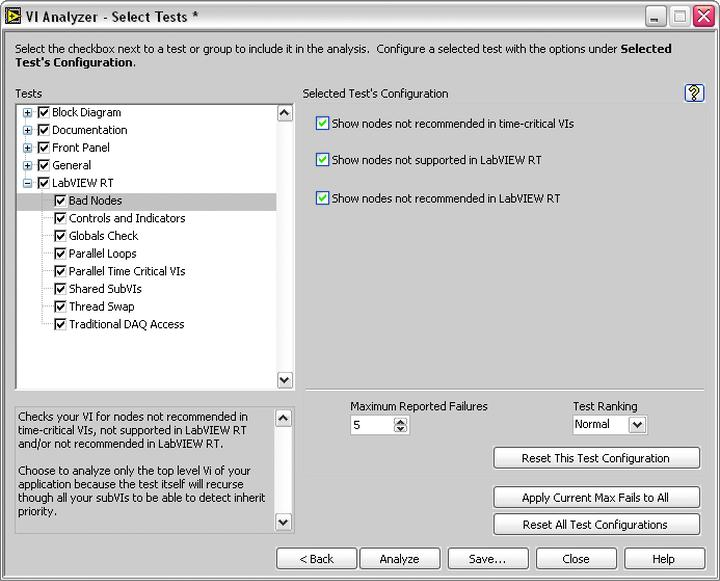 VI Analyzer - Select Tests *
Select the checkbox next to a test or group to include it in the analysis.  Configure a selected test with the options under Selected
Test's Configuration.
Tests
Block Diagram
Documentation
Front Panel
General
LabVIEW RT
Bad Nodes
Controls and Indicators
Globals Check
Parallel Loops
Parallel Time Critical VIs
Shared SubVIs
Thread Swap
Traditional DAQ Access
Checks your VI for nodes not recommended in
time-critical VIs, not supported in LabVIEW RT
and/or not recommended in LabVIEW RT.
Choose to analyze only the top level Vi of your
application because the test itself will recurse
though all your subVIs to be able to detect inherit
priority.
Selected Test's Configuration
?
Show nodes not recommended in time-critical VIs
Show nodes not supported in LabVIEW RT
Show nodes not recommended in LabVIEW RT
Maximum Reported Failures
5
Test Ranking
Normal
Reset This Test Configuration
Apply Current Max Fails to All
Reset All Test Configurations
< Back
Analyze
Save...
Close
Help